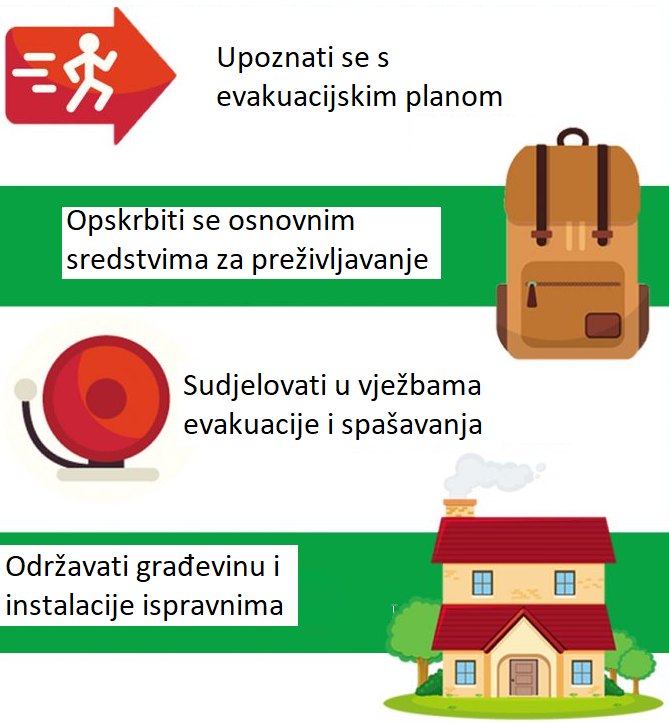 Upoznati se s
evakuacijskim planom
Opskrbiti se osnovnim
sredstvima za preživljavanje
Sudjelovati u vježbama
evakuacije i spašavanja
Održavati građevinu i
instalacije ispravnima